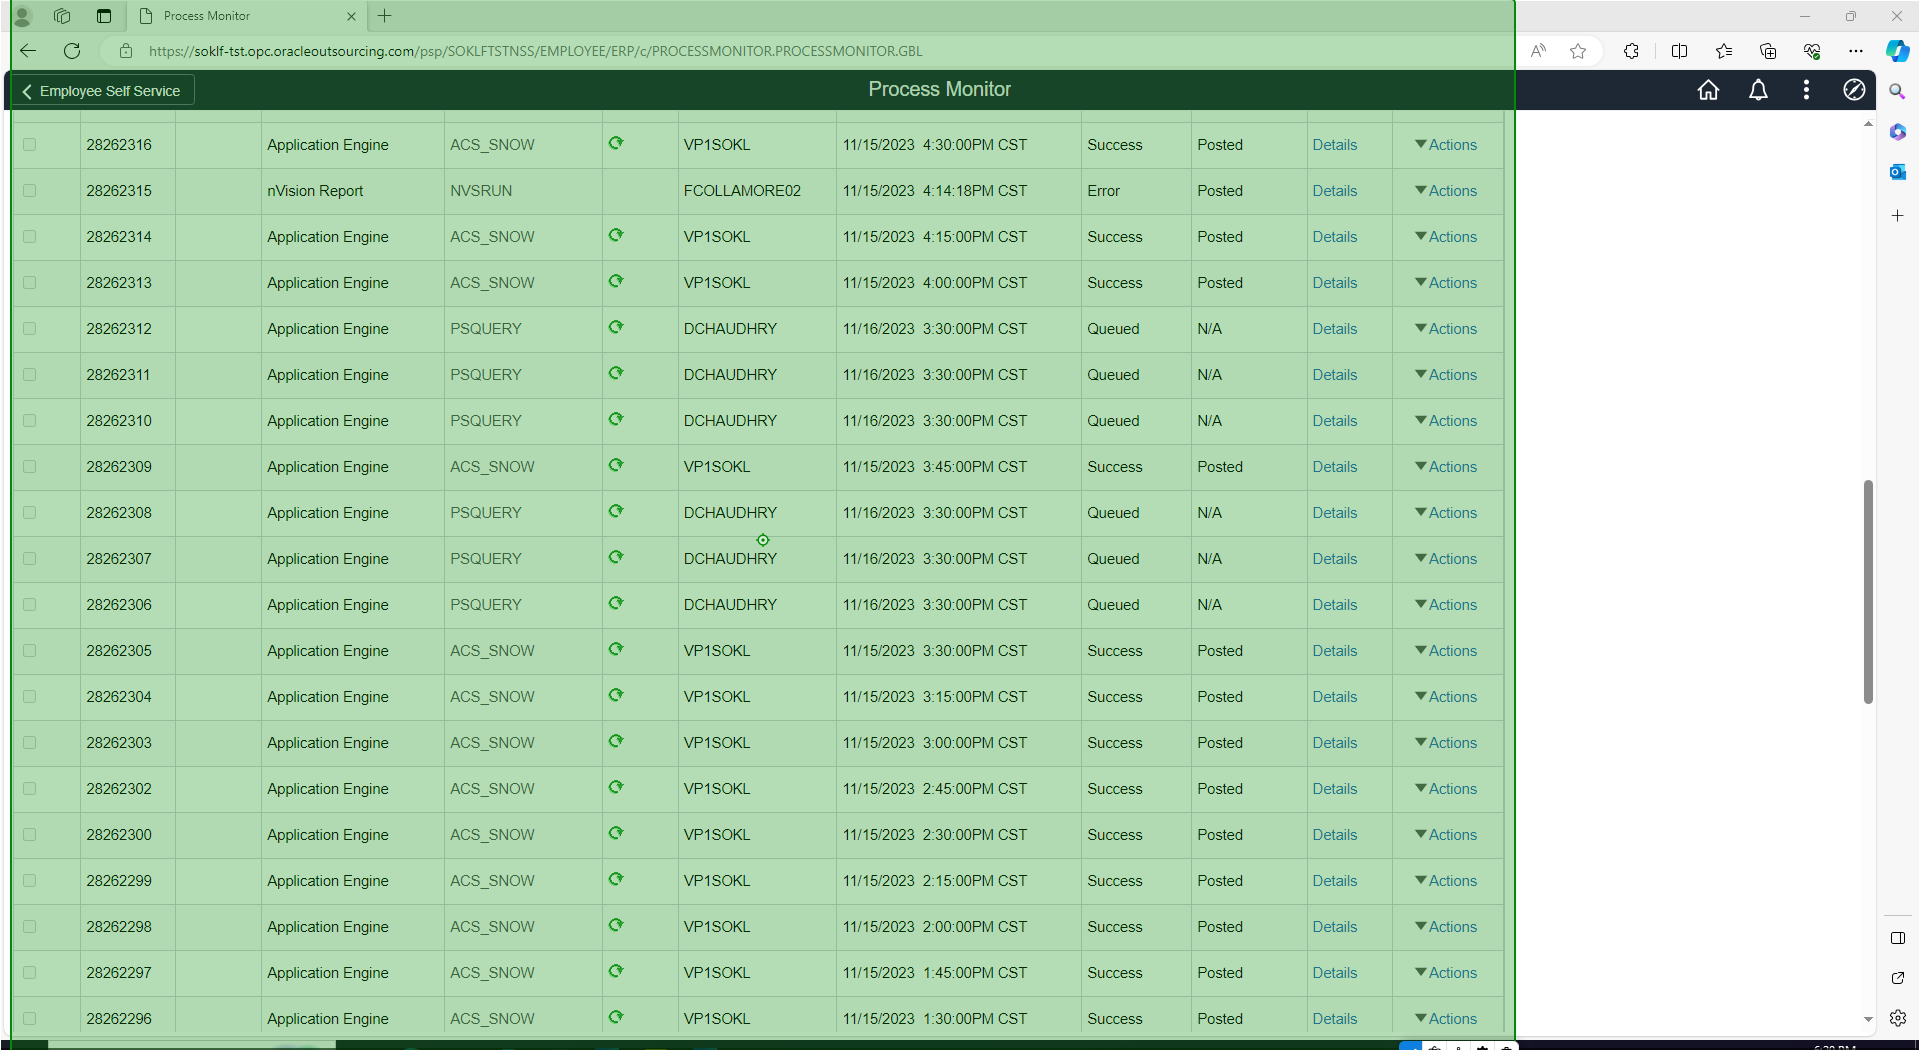 Process Monitor
https://soklf-tst.opc.oracleoutsourcing.com/psp/SOKLFTSTNSS/EMPLOYEE/ERP/c/PROCESSMONITOR.PROCESSMONITOR.GBL
Employee Self Service Process Monitor
28262316 Application Engine ACS_SNOW VP1SOKL 11/15/2023 4:30:00PM CST Success Posted Details Actions
28262315 nVision Report NVSRUN FCOLLAMORE02 11/15/2023 4:14:18PM CST Error Posted Details Actions
28262314 Application Engine ACS_SNOW VP1SOKL 11/15/2023 4:15:00PM CST Success Posted Details Actions
28262313 Application Engine ACS_SNOW VP1SOKL 11/15/2023 4:00:00PM CST Success Posted Details Actions
28262312 Application Engine PSQUERY DCHAUDHRY 11/16/2023 3:30:00PM CST Queued N/A Details Actions
28262311 Application Engine PSQUERY DCHAUDHRY 11/16/2023 3:30:00PM CST Queued N/A Details Actions
28262310 Application Engine PSQUERY DCHAUDHRY 11/16/2023 3:30:00PM CST Queued N/A Details Actions
28262309 Application Engine ACS_SNOW VP1SOKL 11/15/2023 3:45:00PM CST Success Posted Details Actions
28262308 Application Engine PSQUERY DCHAUDHRY 11/16/2023 3:30:00PM CST Queued N/A Details Actions
28262307 Application Engine PSQUERY DCHAUDHRY 11/16/2023 3:30:00PM CST Queued N/A Details Actions
28262306 Application Engine PSQUERY DCHAUDHRY 11/16/2023 3:30:00PM CST Queued N/A Details Actions
28262305 Application Engine ACS_SNOW VP1SOKL 11/15/2023 3:30:00PM CST Success Posted Details Actions
28262304 Application Engine ACS_SNOW VP1SOKL 11/15/2023 3:15:00PM CST Success Posted Details Actions
28262303 Application Engine ACS_SNOW VP1SOKL 11/15/2023 3:00:00PM CST Success Posted Details Actions
28262302 Application Engine ACS_SNOW VP1SOKL 11/15/2023 2:45:00PM CST Success Posted Details Actions
28262300 Application Engine ACS_SNOW VP1SOKL 11/15/2023 2:30:00PM CST Success Posted Details Actions
28262299 Application Engine ACS_SNOW VP1SOKL 11/15/2023 2:15:00PM CST Success Posted Details Actions
28262298 Application Engine ACS_SNOW VP1SOKL 11/15/2023 2:00:00PM CST Success Posted Details Actions
28262297 Application Engine ACS_SNOW VP1SOKL 11/15/2023 1:45:00PM CST Success Posted Details Actions
28262296 Application Engine ACS_SNOW VP1SOKL 11/15/2023 1:30:00PM CST Success Posted Details Actions